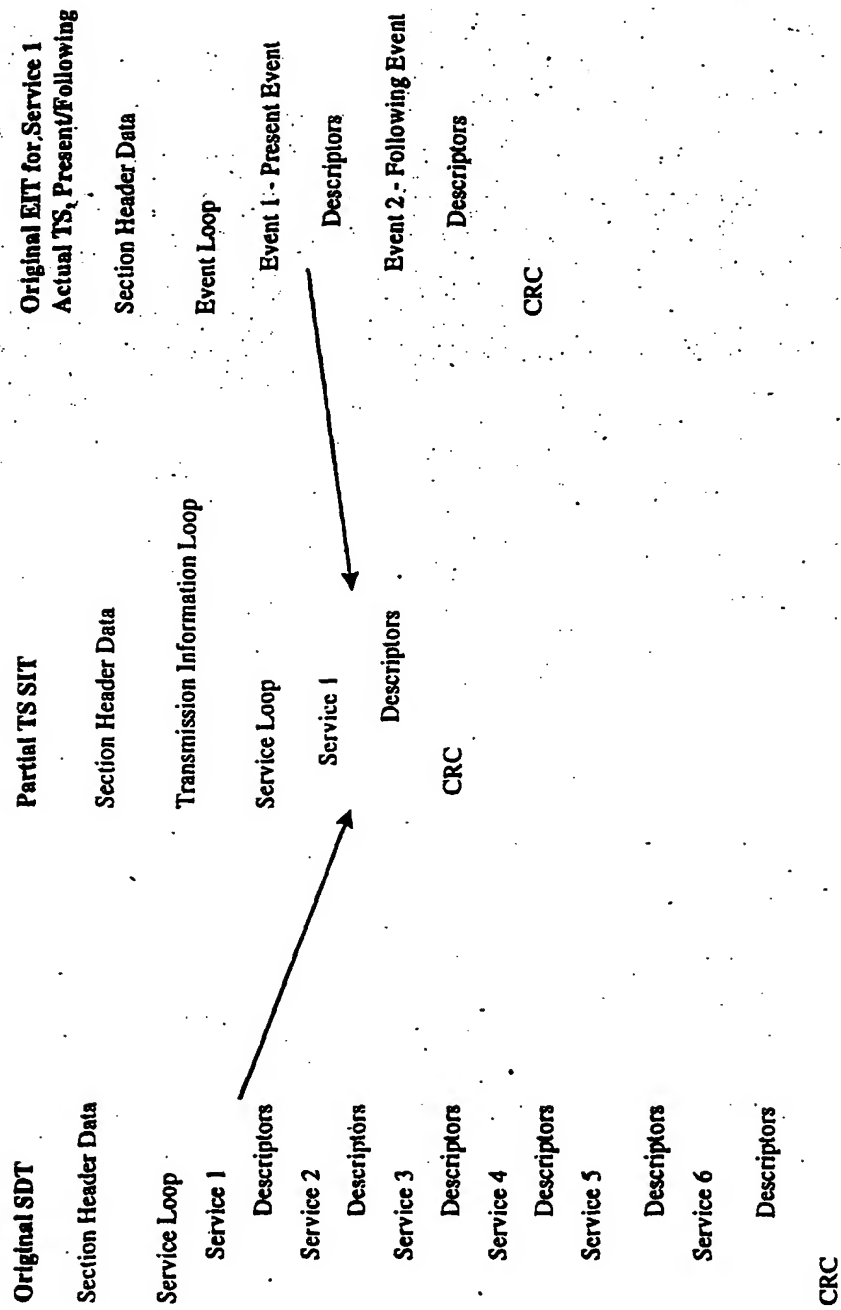 Original SDT
Section Header Data
Service Loop
Service 1
Descriptors
Service 2
Descriptors
Service 3
Descriptors
Service 4
Descriptors
Service 5
Descriptors
Service 6
Descriptors
CRC
Partial TS SIT
Section Header Data
Transmission Information Loop
Service Loop
Service 1
Descriptors
CRC
Original EIT for Service 1
Actual TS, Present/Following
Section Header Data
Event Loop
Event 1 - Present Event
Descriptors
Event 2 - Following Event
Descriptors
CRC